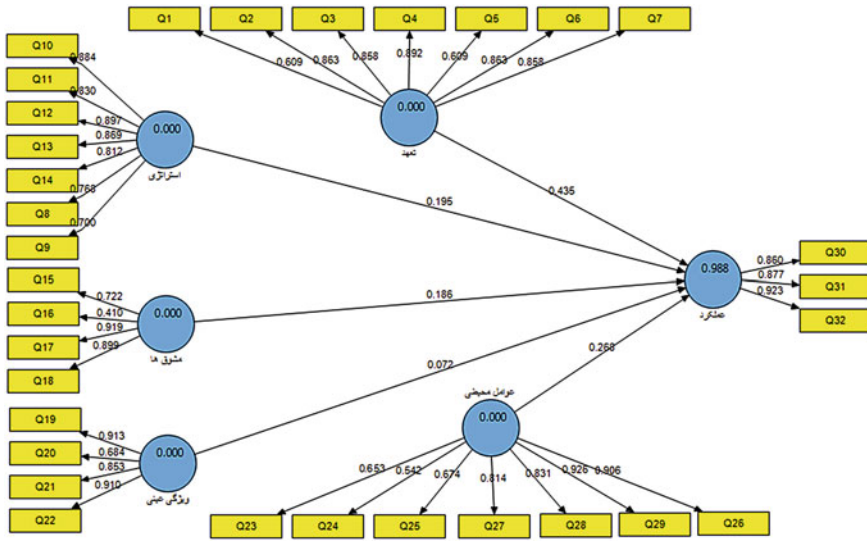 Q1 Q2 Q3 Q4 Q5 Q6 Q7
0.609 0.863 0.858 0.892 0.609 0.863 0.858
0.000
تعهد
Q10 0.884
Q11 0.830
Q12 0.897
Q13 0.869
Q14 0.812
Q8 0.768
Q9 0.700
0.000
استراتژی
0.195
0.435
Q15 0.722
Q16 0.410
Q17 0.919
Q18 0.899
0.000
مشوق ها
0.186
0.988
عملکرد
0.860 Q30
0.877 Q31
0.923 Q32
Q19 0.913
Q20 0.684
Q21 0.853
Q22 0.910
0.000
ویژگی عینی
0.072
0.268
عوامل محیطی
0.000
0.653 0.542 0.674 0.814 0.831 0.926 0.906
Q23 Q24 Q25 Q27 Q28 Q29 Q26